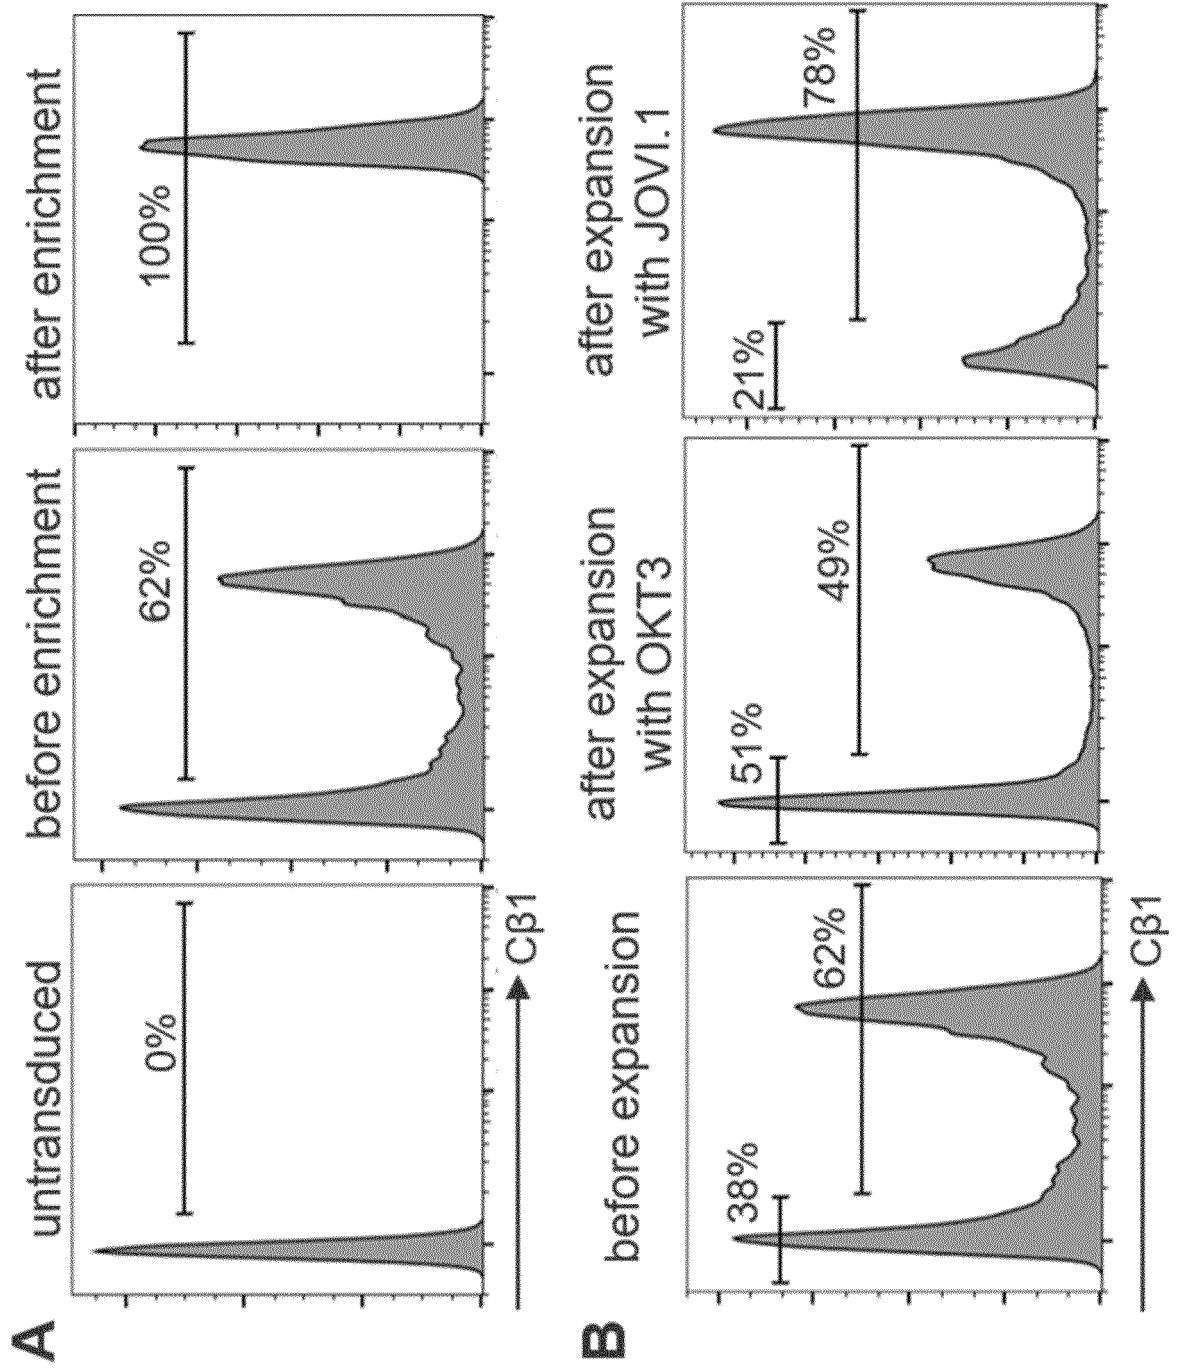 A
untransduced
before enrichment
after enrichment
0%
62%
100%
Cβ1
B
before expansion
after expansion
with OKT3
after expansion
with JOVI.1
38%
62%
51%
49%
21%
78%
Cβ1